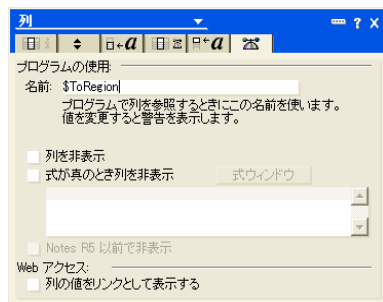 列
?
プログラムの使用:
名前: $ToRegion
プログラムで列を参照するときにこの名前を使います。
値を変更すると警告を表示します。
列を非表示
式が真のとき列を非表示 式ウィンドウ
Notes R5 以前で非表示
Web アクセス:
列の値をリンクとして表示する